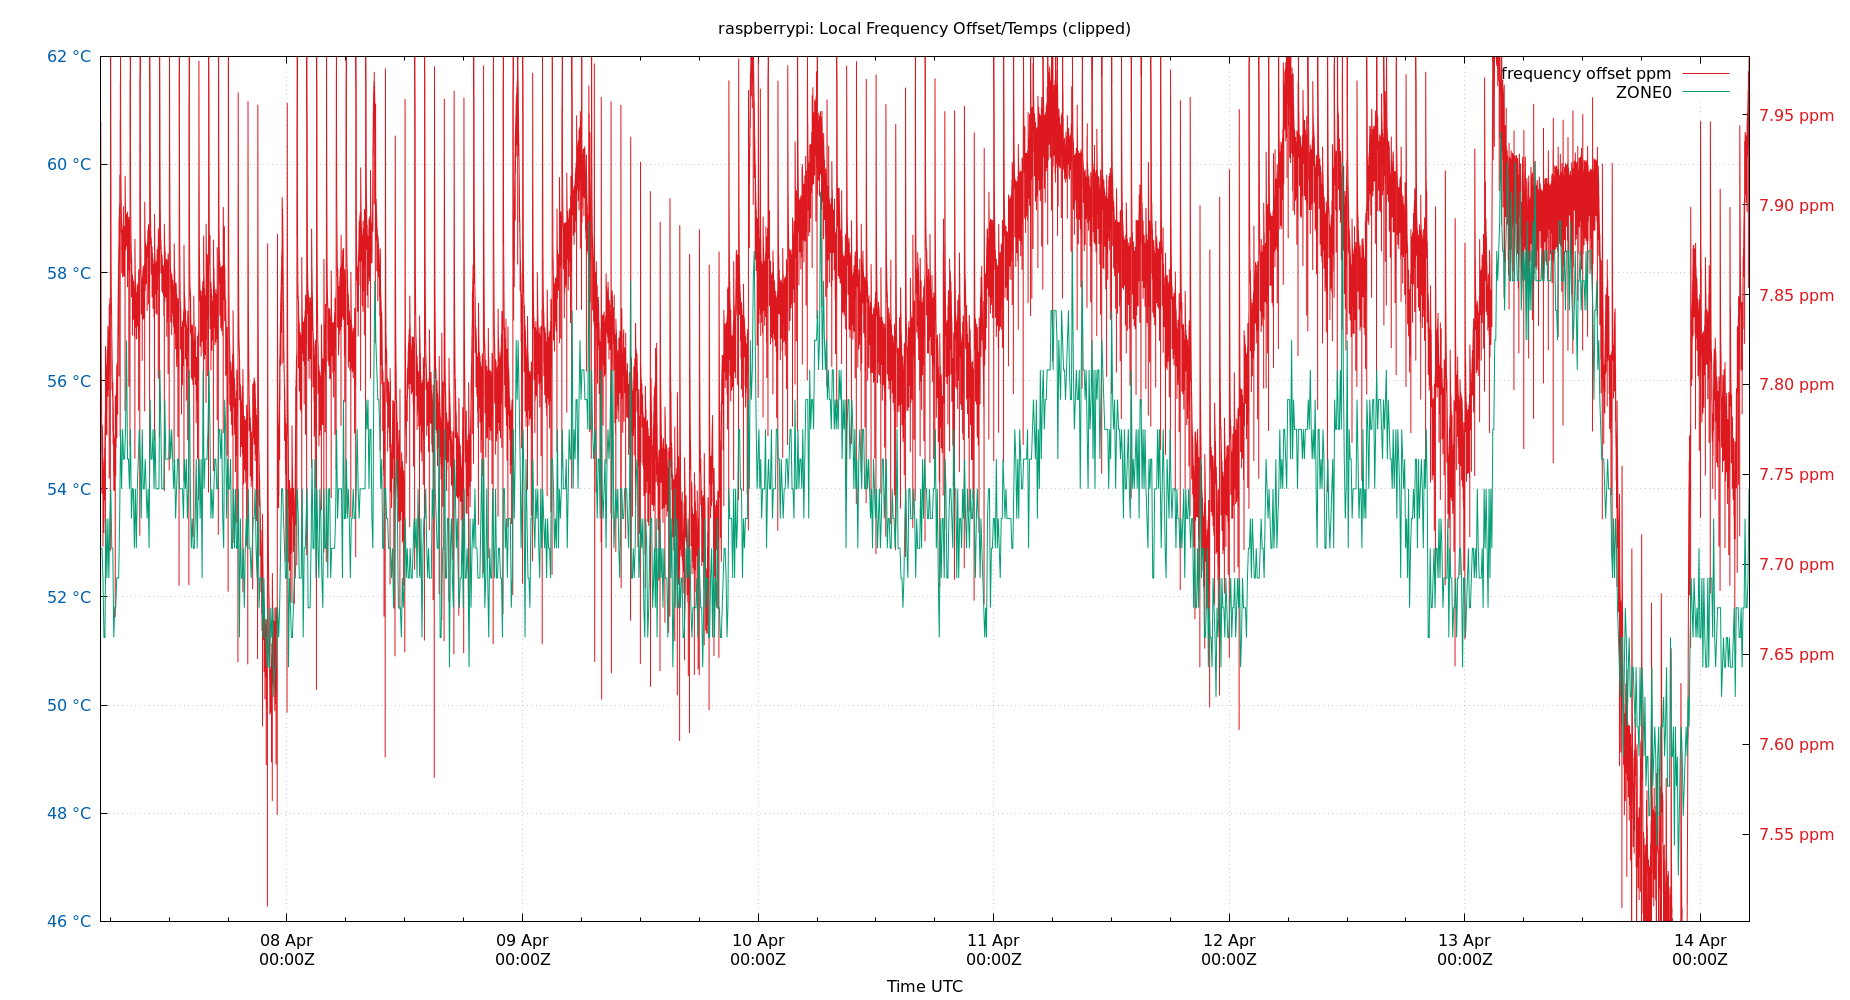 raspberrypi: Local Frequency Offset/Temps (clipped)
62 °C
60 °C
58 °C
56 °C
54 °C
52 °C
50 °C
48 °C
46 °C
frequency offset ppm
ZONE0
7.95 ppm
7.90 ppm
7.85 ppm
7.80 ppm
7.75 ppm
7.70 ppm
7.65 ppm
7.60 ppm
7.55 ppm
08 Apr
00:00Z
09 Apr
00:00Z
10 Apr
00:00Z
11 Apr
00:00Z
12 Apr
00:00Z
13 Apr
00:00Z
14 Apr
00:00Z
Time UTC